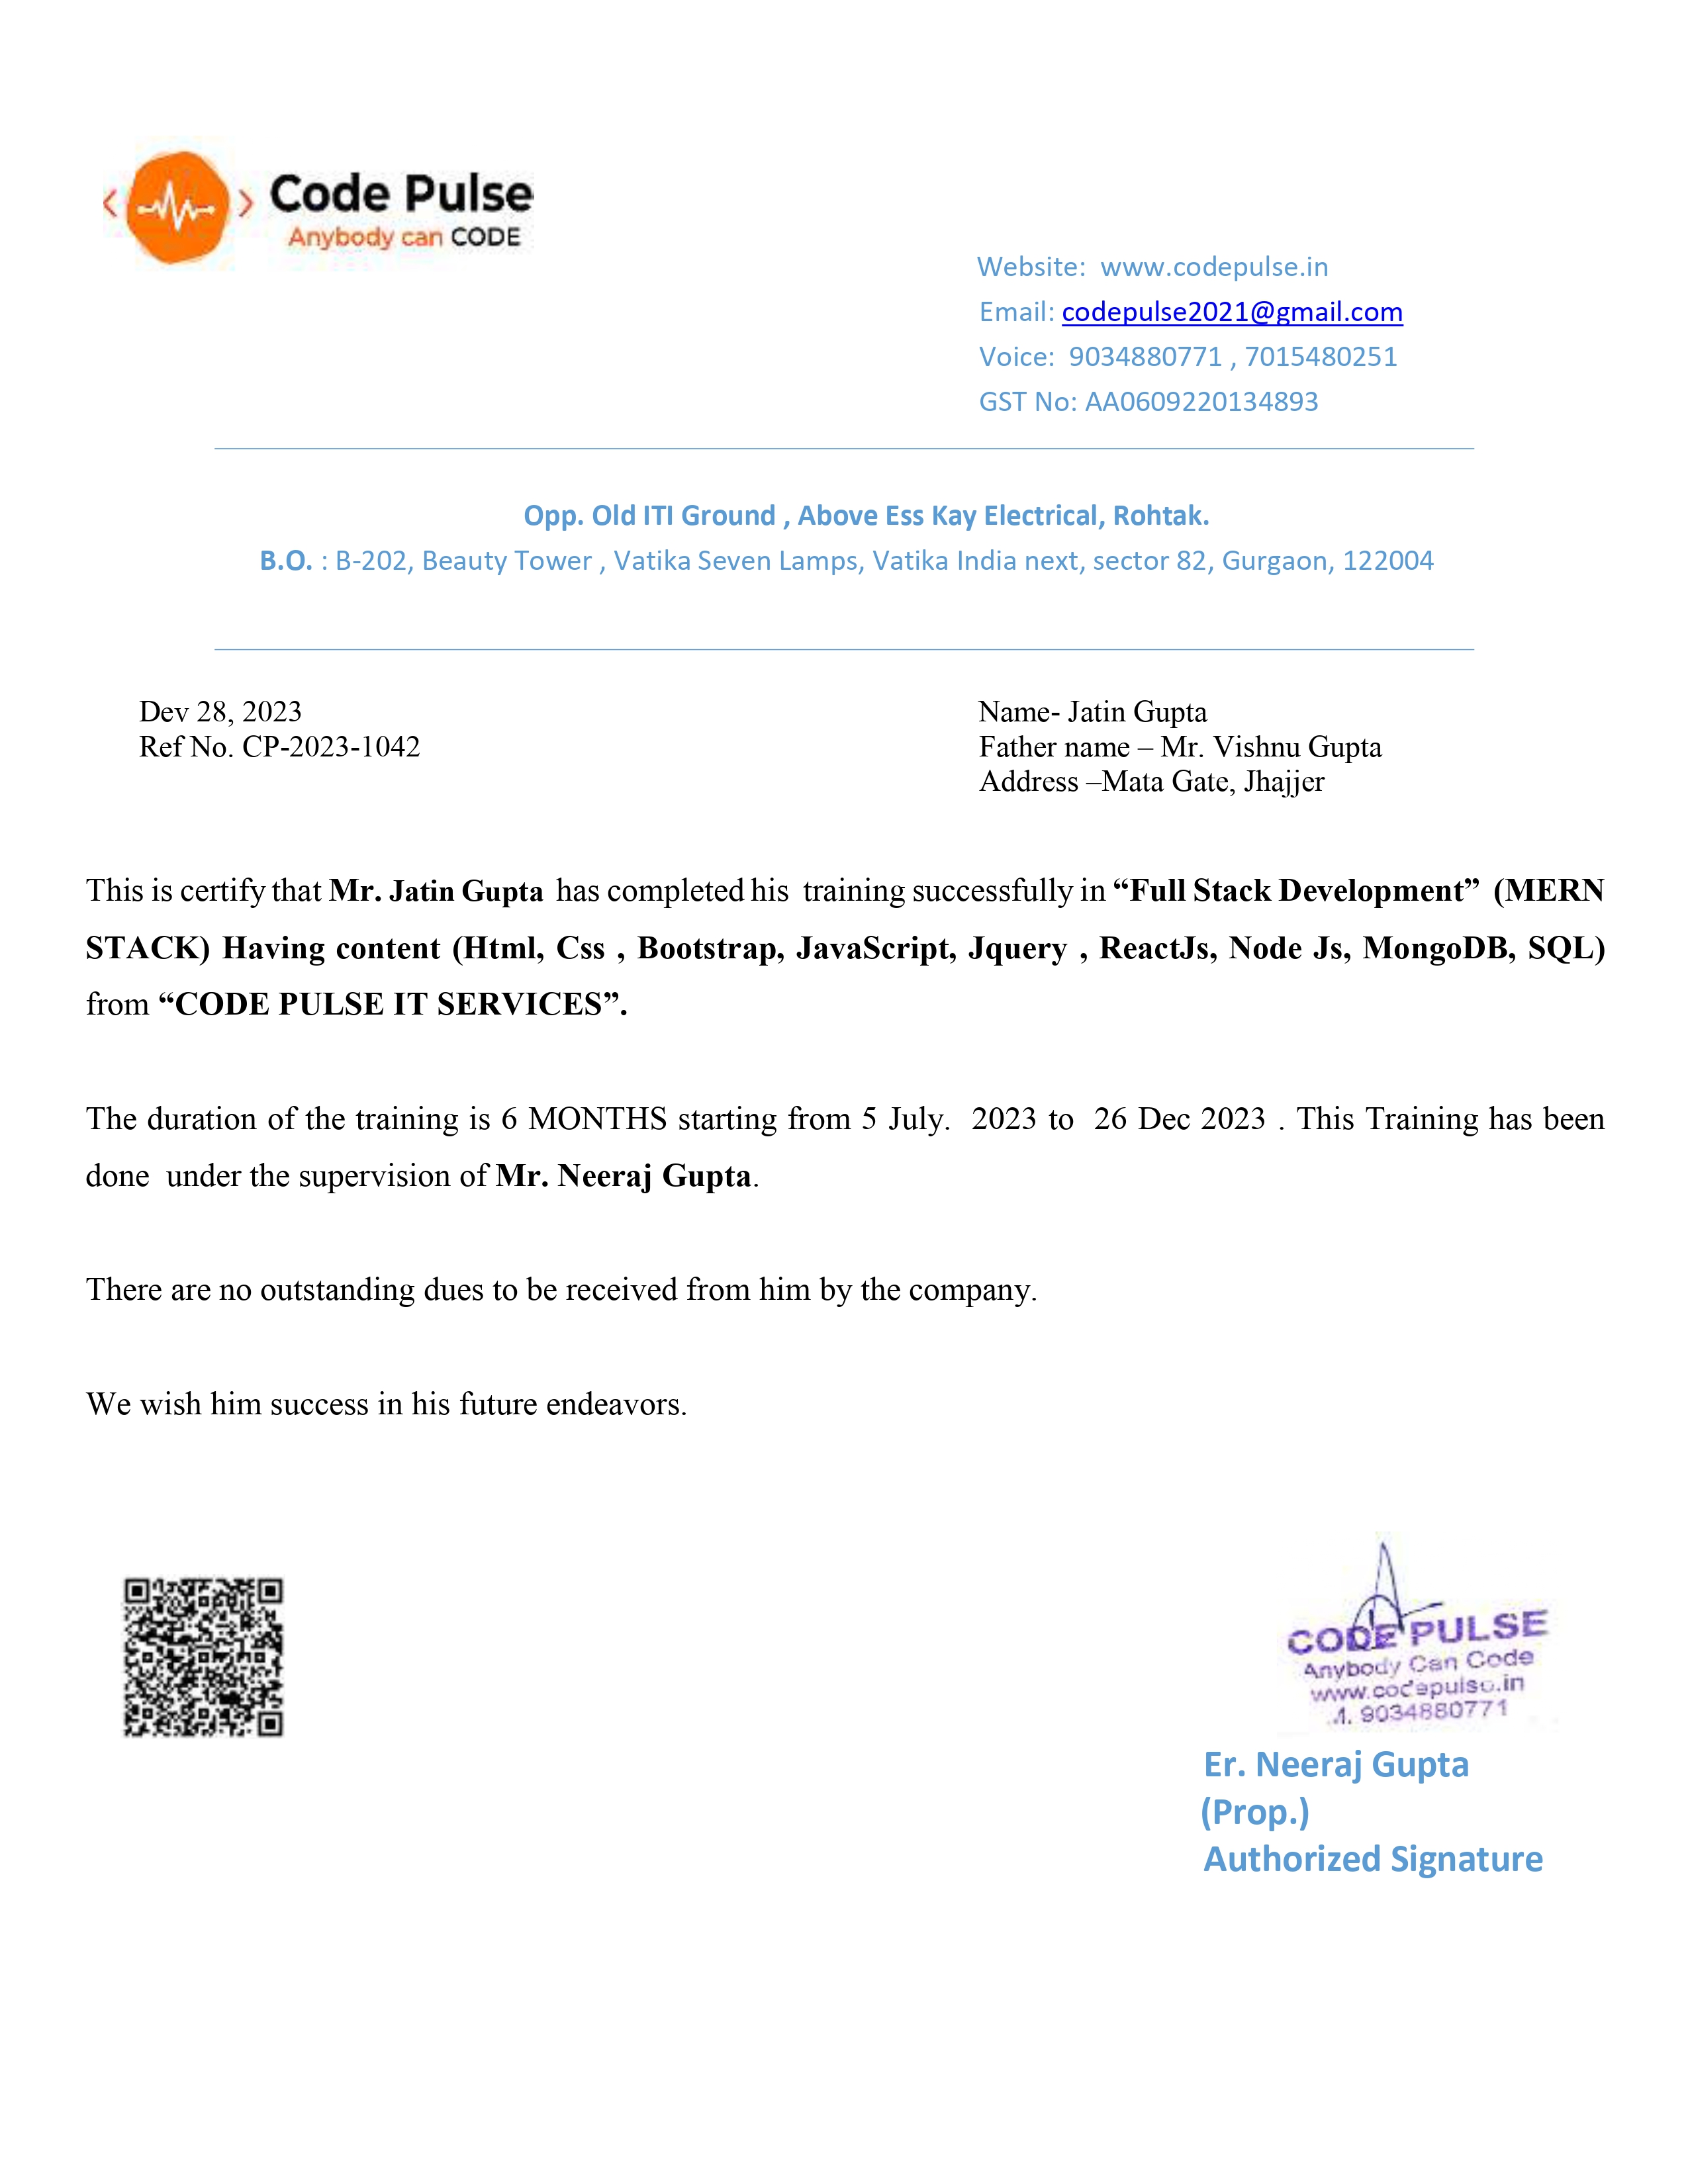 Code Pulse
Anybody can CODE
Website: www.codepulse.in
Email: codepulse2021@gmail.com
Voice: 9034880771 , 7015480251
GST No: AA0609220134893
Opp. Old ITI Ground , Above Ess Kay Electrical, Rohtak.
B.O. : B-202, Beauty Tower , Vatika Seven Lamps, Vatika India next, sector 82, Gurgaon, 122004
Dev 28, 2023
Ref No. CP-2023-1042
Name- Jatin Gupta
Father name – Mr. Vishnu Gupta
Address –Mata Gate, Jhajjer
This is certify that Mr. Jatin Gupta has completed his training successfully in “Full Stack Development” (MERN
STACK) Having content (Html, Css , Bootstrap, JavaScript, Jquery , ReactJs, Node Js, MongoDB, SQL)
from “CODE PULSE IT SERVICES”.
The duration of the training is 6 MONTHS starting from 5 July. 2023 to 26 Dec 2023 . This Training has been
done under the supervision of Mr. Neeraj Gupta.
There are no outstanding dues to be received from him by the company.
We wish him success in his future endeavors.
CODE PULSE
Anybody Can Code
www.codepulse.in
9034880771
Er. Neeraj Gupta
(Prop.)
Authorized Signature